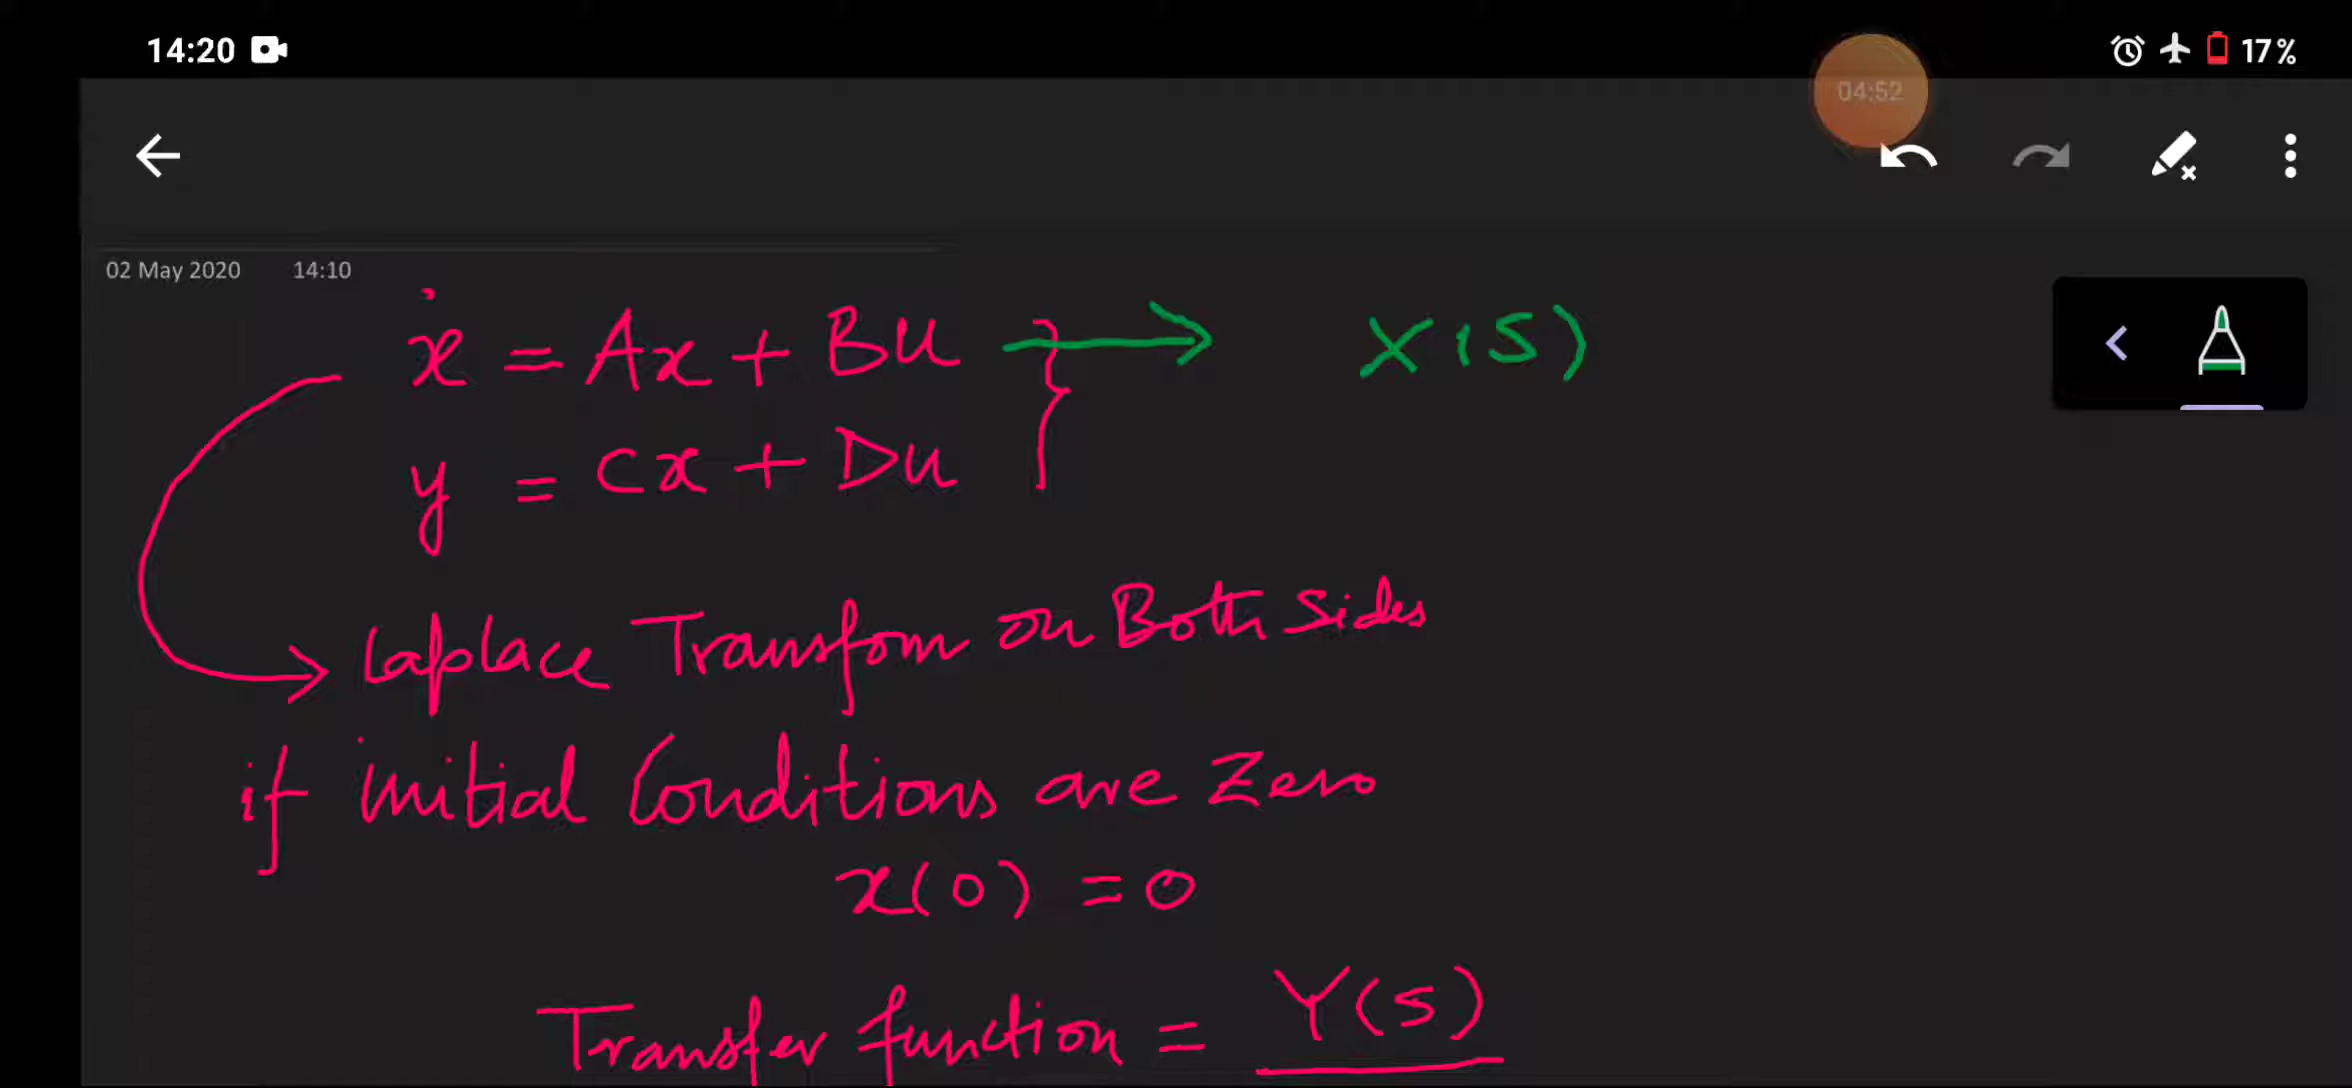 14:20 17%
04:52
02 May 2020 14:10
ẋ = Ax + Bu → X(S)
y = Cx + Du
Laplace Transfom on Both Sides
if initial Conditions are Zero
x(0) = 0
Transfer function = Y(S)